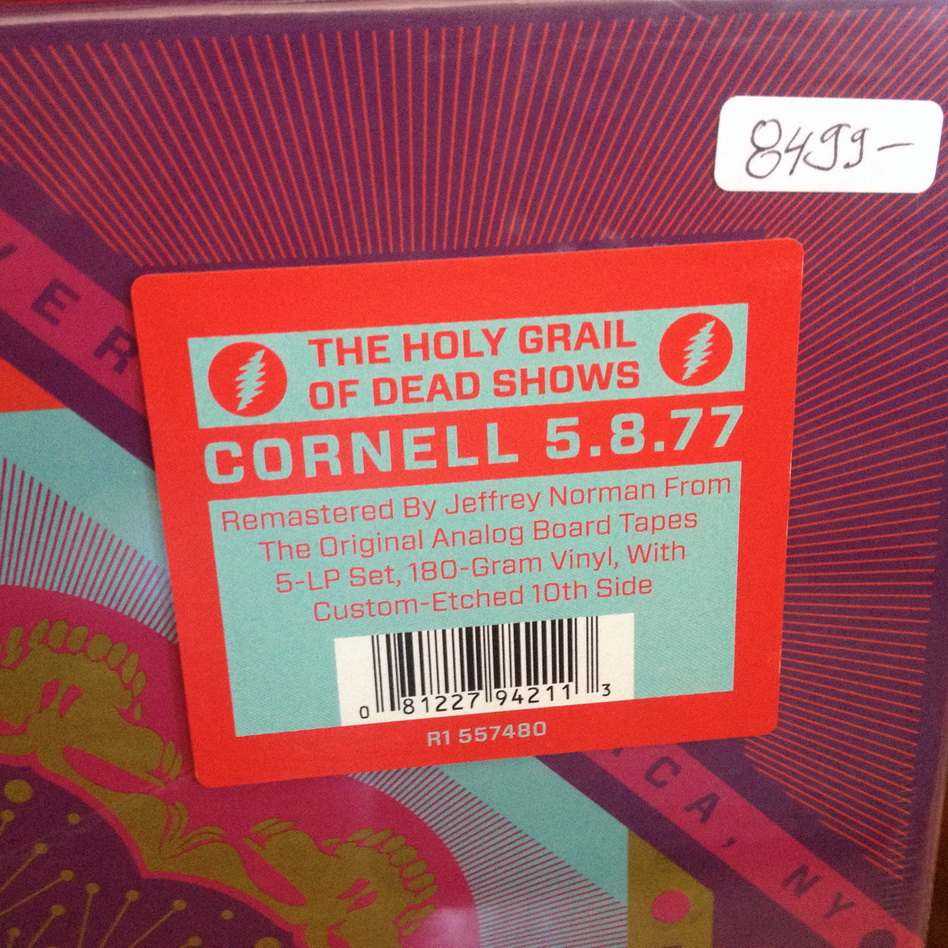 8499-
VER
THE HOLY GRAIL
OF DEAD SHOWS
CORNELL 5.8.77
Remastered By Jeffrey Norman From
The Original Analog Board Tapes
5-LP Set, 180-Gram Vinyl, With
Custom-Etched 10th Side
0 81227 94211 3
R1 557480
CA, NY